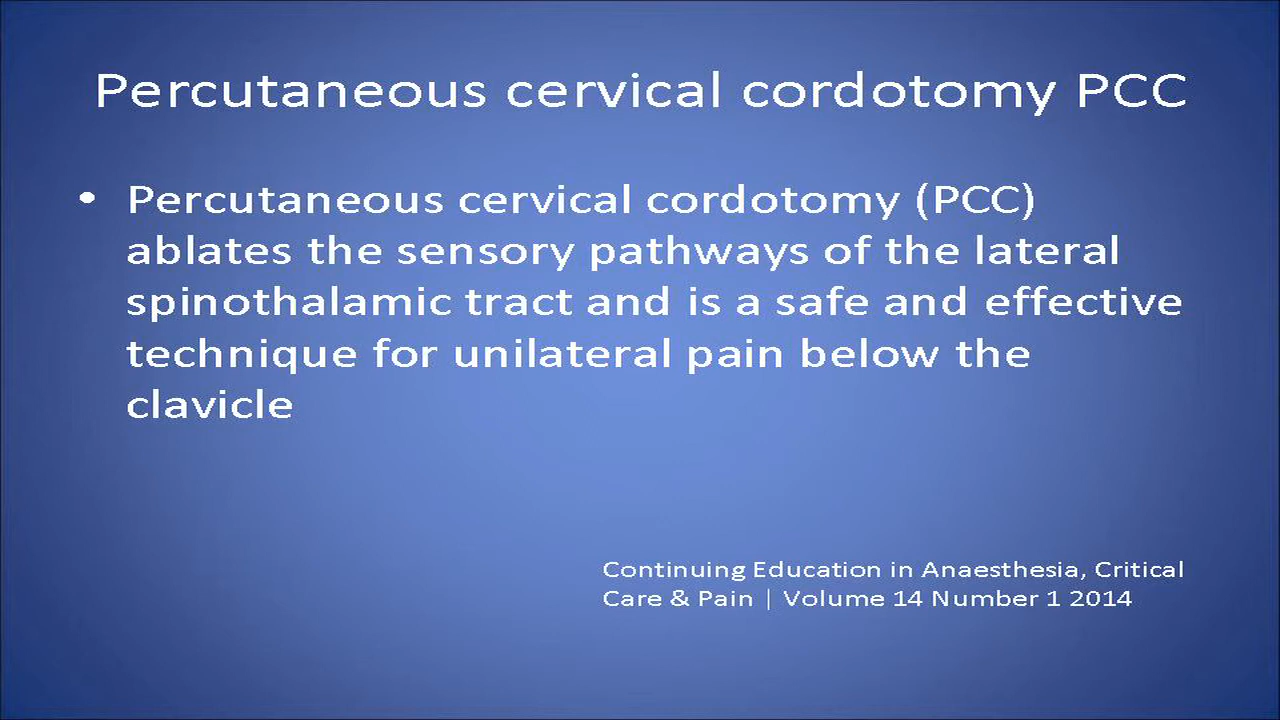 Percutaneous cervical cordotomy PCC
• Percutaneous cervical cordotomy (PCC)
ablates the sensory pathways of the lateral
spinothalamic tract and is a safe and effective
technique for unilateral pain below the
clavicle
Continuing Education in Anaesthesia, Critical
Care & Pain | Volume 14 Number 1 2014